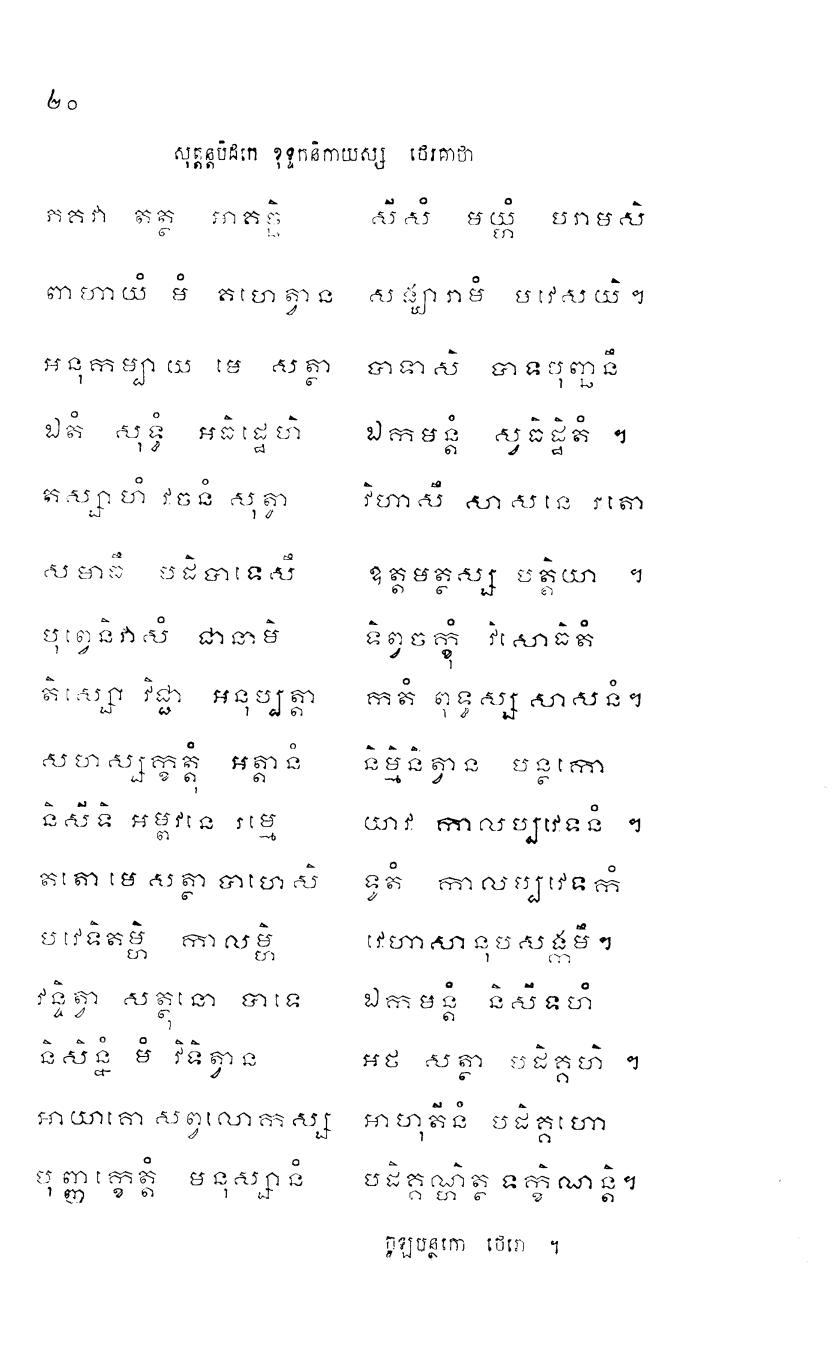 ២០
សុត្តន្តបិដកេ ខុទ្ទកនិកាយស្ស ថេរគាថា
ភគវា តត្ថ អាគច្ឆិ សីសំ មយ្ហំ បរាមសិ
ពាហាយំ មំ គហេត្វាន សង្ឃារាមំ បវេសយិ។
អនុកម្បាយ មេ សត្ថា បាទាសិ បាទបុញ្ឆនឹ
ឯតំ សុទ្ធំ អធិដ្ឋេហិ ឯកមន្តំ ស្វធិដ្ឋិតំ ។
តស្សាហំ វចនំ សុត្វា វិហាសឹ សាសនេ រតោ
សមាធឹ បដិបាទេសឹ ឧត្តមត្ថស្ស បត្តិយា ។
បុព្វេនិវាសំ ជានាមិ ទិព្វចក្ខុំ វិសោធិតំ
តិស្សោ វិជ្ជា អនុប្បត្តា កតំ ពុទ្ធស្ស សាសនំ។
សហស្សក្ខត្តុំ អត្តានំ និម្មិនិត្វាន បន្ថកោ
និសីទិ អម្ពវនេ រម្មេ យាវ កាលប្បវេទនំ ។
តតោ មេ សត្ថា បាហេសិ ទូតំ កាលប្បវេទកំ
បវេទិតម្ហិ កាលម្ហិ វេហាសានុបសង្កមឹ។
វន្ទិត្វា សត្ថុនោ បាទេ ឯកមន្តំ និសីទហំ
និសិន្នំ មំ វិទិត្វាន អថ សត្ថា បដិគ្គហិ ។
អាយាគោ សព្វលោកស្ស អាហុតីនំ បដិគ្គហោ
បុញ្ញក្ខេត្តំ មនុស្សានំ បដិគ្គណ្ហិត្ថ ទក្ខិណាន្តិ។
ចូឡបន្ថកោ ថេរោ ។